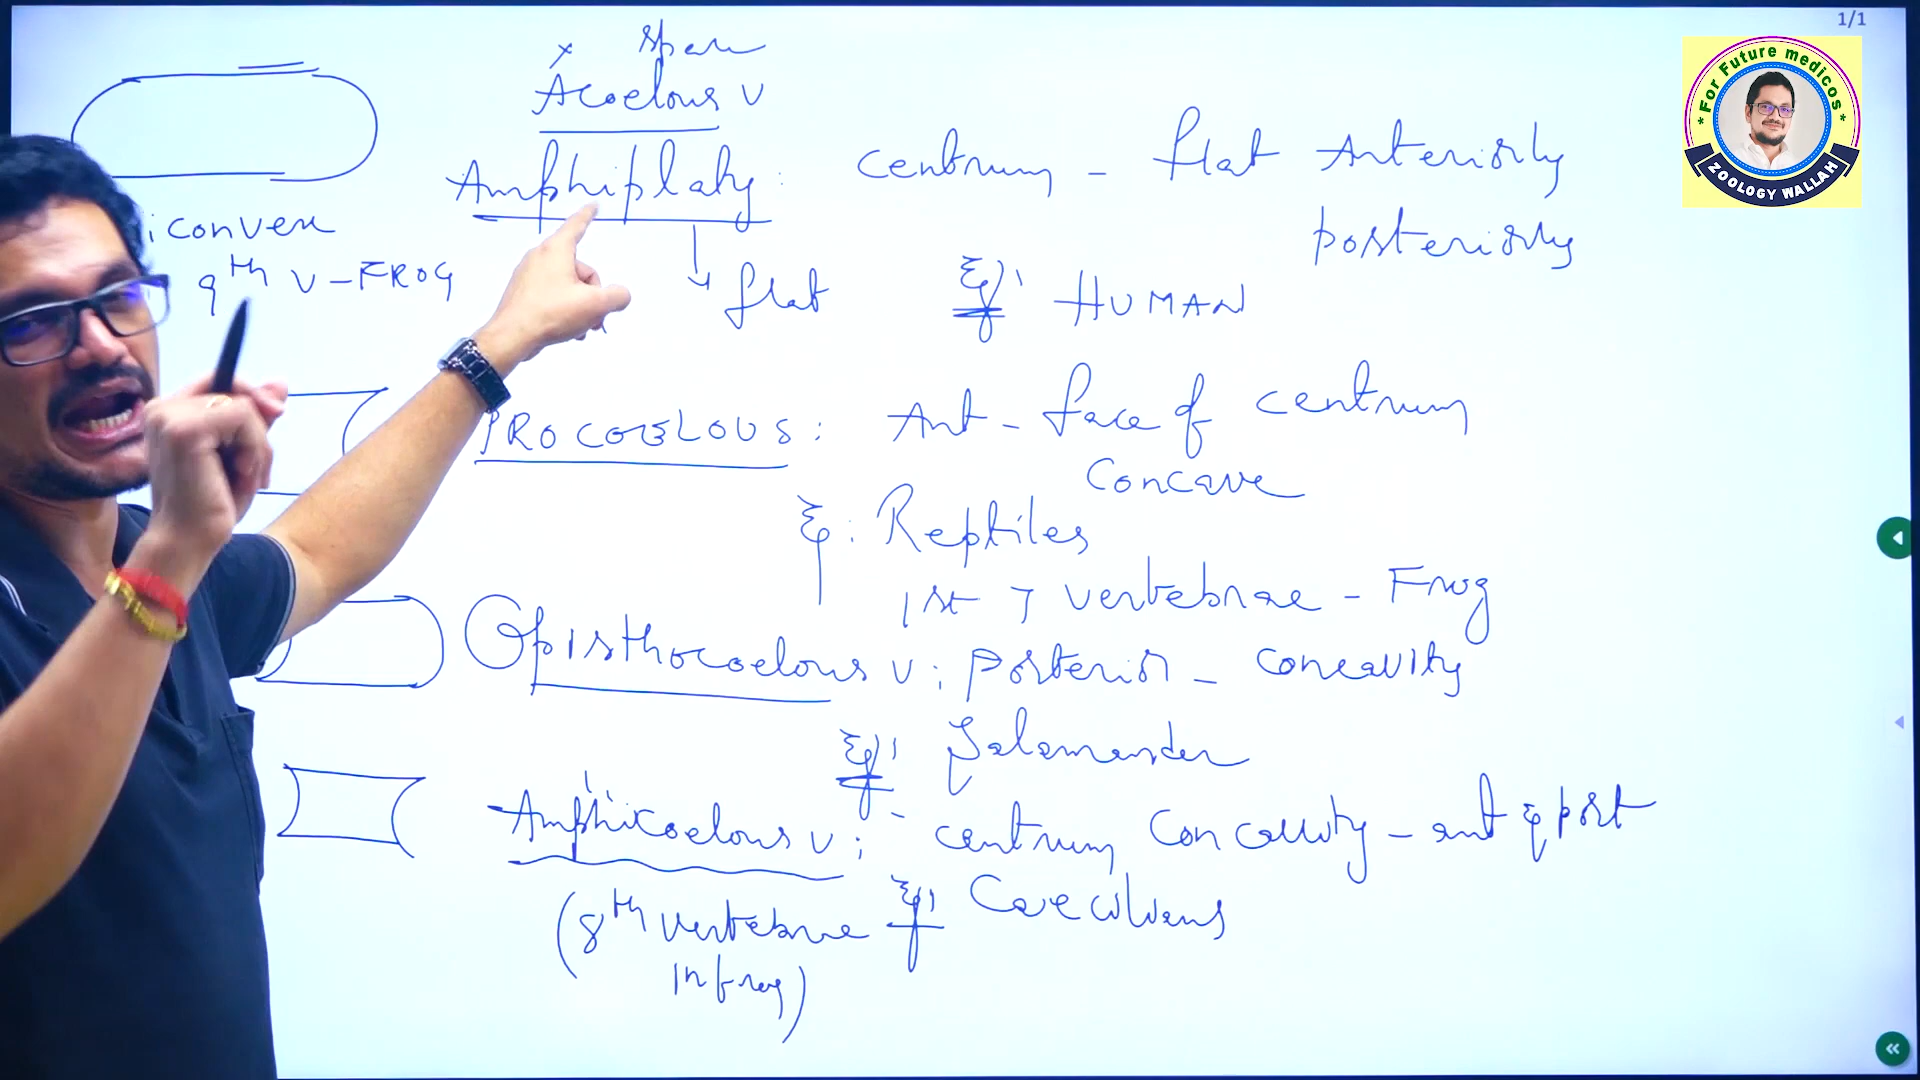 1/1
* For Future medicos *
ZOOLOGY WALLAH
x space
Acoelous V
Amphiplaty : centrum - flat Anteriorly
posteriorly
iconvex
9th V - FROG
flat
Eg: HUMAN
PROCOELOUS : Ant - face of centrum
Concave
Eg: Reptiles
1st 7 vertebrae - Frog
Opisthocoelous V: Posterior - concavity
Eg: Salamander
Amphicoelous V: - centrum concavity - ant & post
(8th vertebrae Eg: Caecilians
in frog)